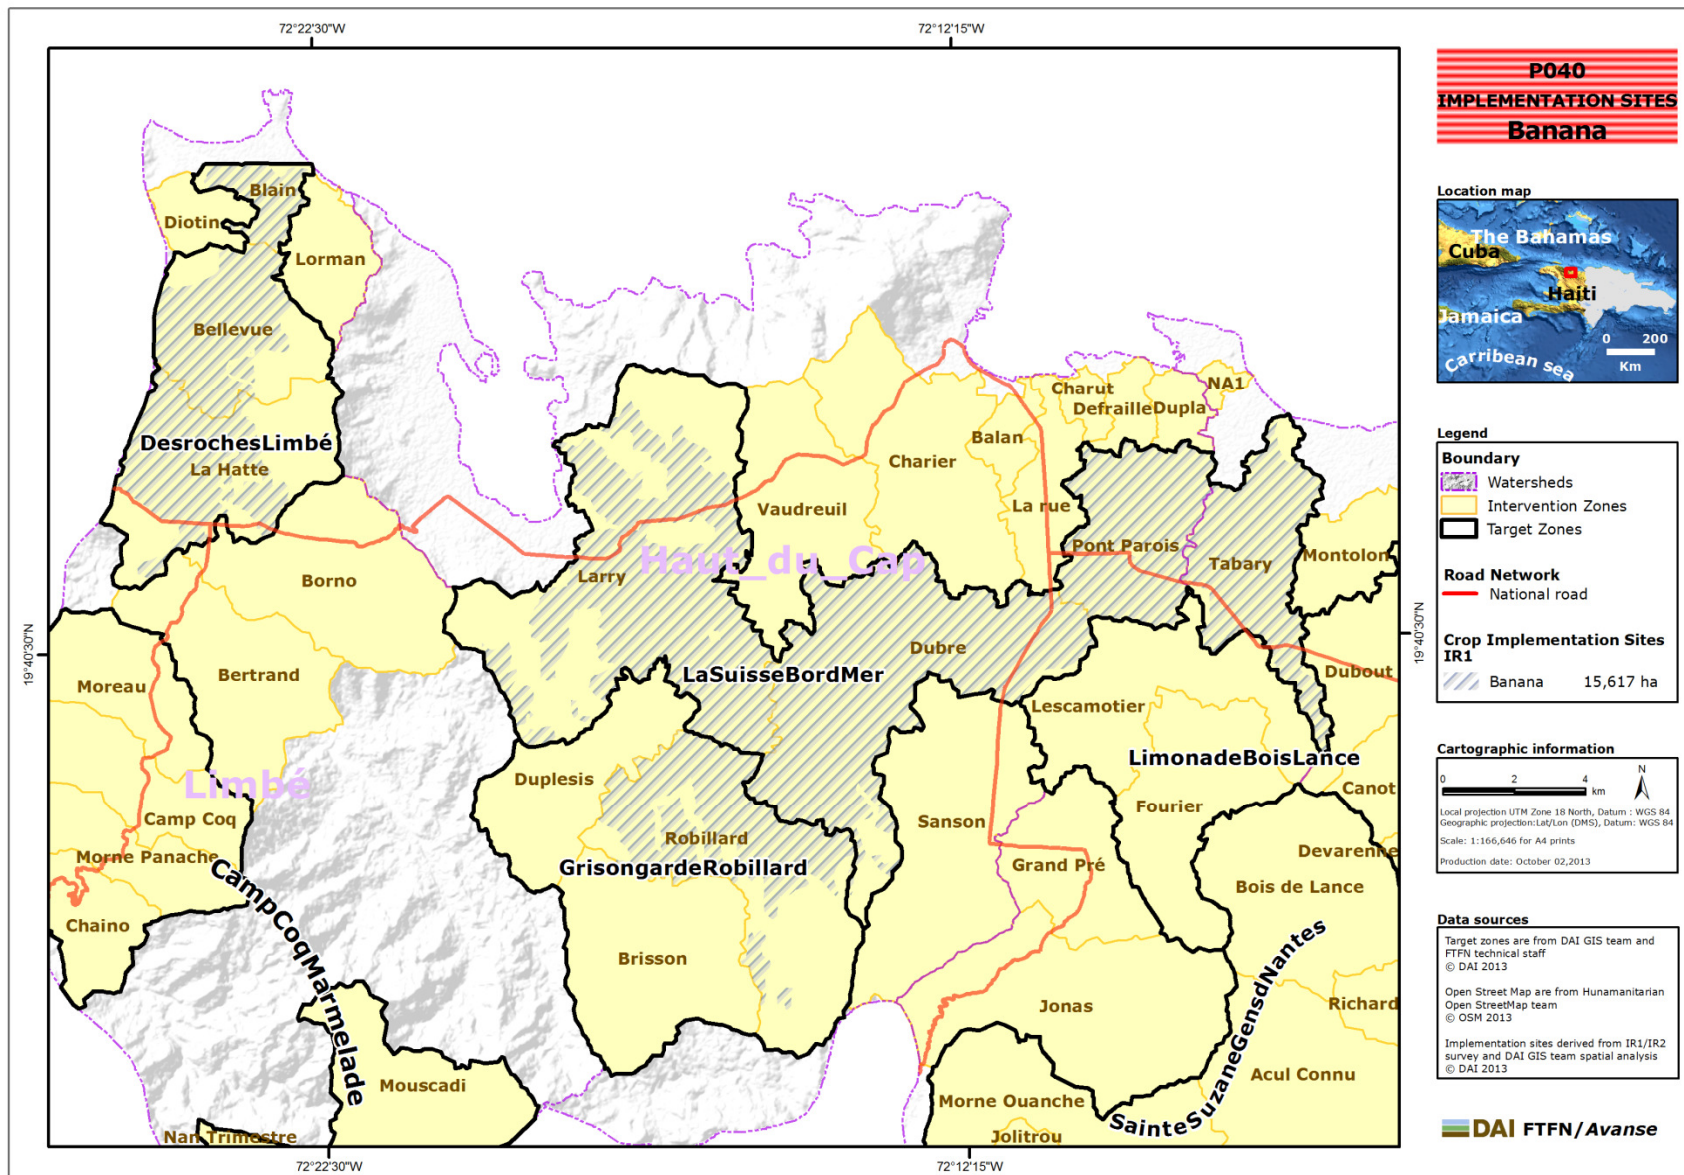 72°22'30"W
72°12'15"W
19°40'30"N
19°40'30"N
72°22'30"W
72°12'15"W
Blain
Diotin
Lorman
Bellevue
DesrochesLimbé
La Hatte
Borno
Bertrand
Moreau
Limbé
Camp Coq
Morne Panache
Chaino
CampCoqMarmelade
Mouscadi
Nan Trimestre
Larry
Haut_du_Cap
Vaudreuil
Charier
Balan
La rue
Charut
Defraille
Dupla
NA1
Pont Parois
Tabary
Montolon
Dubre
LaSuisseBordMer
Dubout
Lescamotier
LimonadeBoisLance
Canot
Fourier
Duplesis
Robillard
GrisongardeRobillard
Sanson
Grand Pré
Devarenne
Bois de Lance
Brisson
Jonas
Richard
SainteSuzaneGensdNantes
Acul Connu
Morne Ouanche
Jolitrou
P040
IMPLEMENTATION SITES
Banana
Location map
The Bahamas
Cuba
Haiti
Jamaica
Carribean sea
0 200
Km
Legend
Boundary
Watersheds
Intervention Zones
Target Zones
Road Network
National road
Crop Implementation Sites
IR1
Banana 15,617 ha
Cartographic information
0 2 4
km
N
Local projection UTM Zone 18 North, Datum : WGS 84
Geographic projection:Lat/Lon (DMS), Datum: WGS 84
Scale: 1:166,646 for A4 prints
Production date: October 02,2013
Data sources
Target zones are from DAI GIS team and
FTFN technical staff
© DAI 2013
Open Street Map are from Hunamanitarian
Open StreetMap team
© OSM 2013
Implementation sites derived from IR1/IR2
survey and DAI GIS team spatial analysis
© DAI 2013
DAI FTFN/Avanse